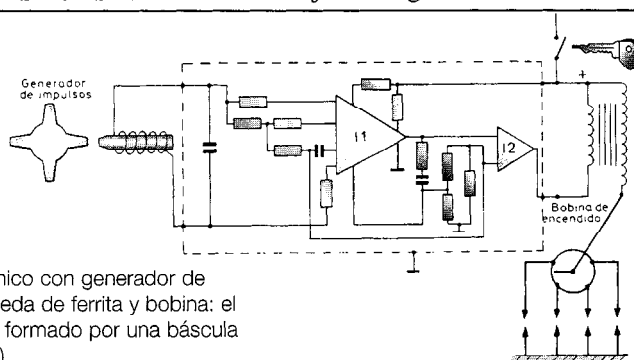 Generador
de impulsos
I1
I2
+
Bobina de
encendido
nico con generador de
eda de ferrita y bobina: el
formado por una báscula